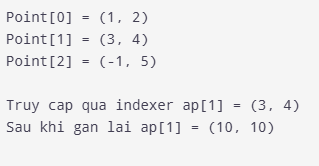 Point[0] = (1, 2)
Point[1] = (3, 4)
Point[2] = (-1, 5)
Truy cap qua indexer ap[1] = (3, 4)
Sau khi gan lai ap[1] = (10, 10)